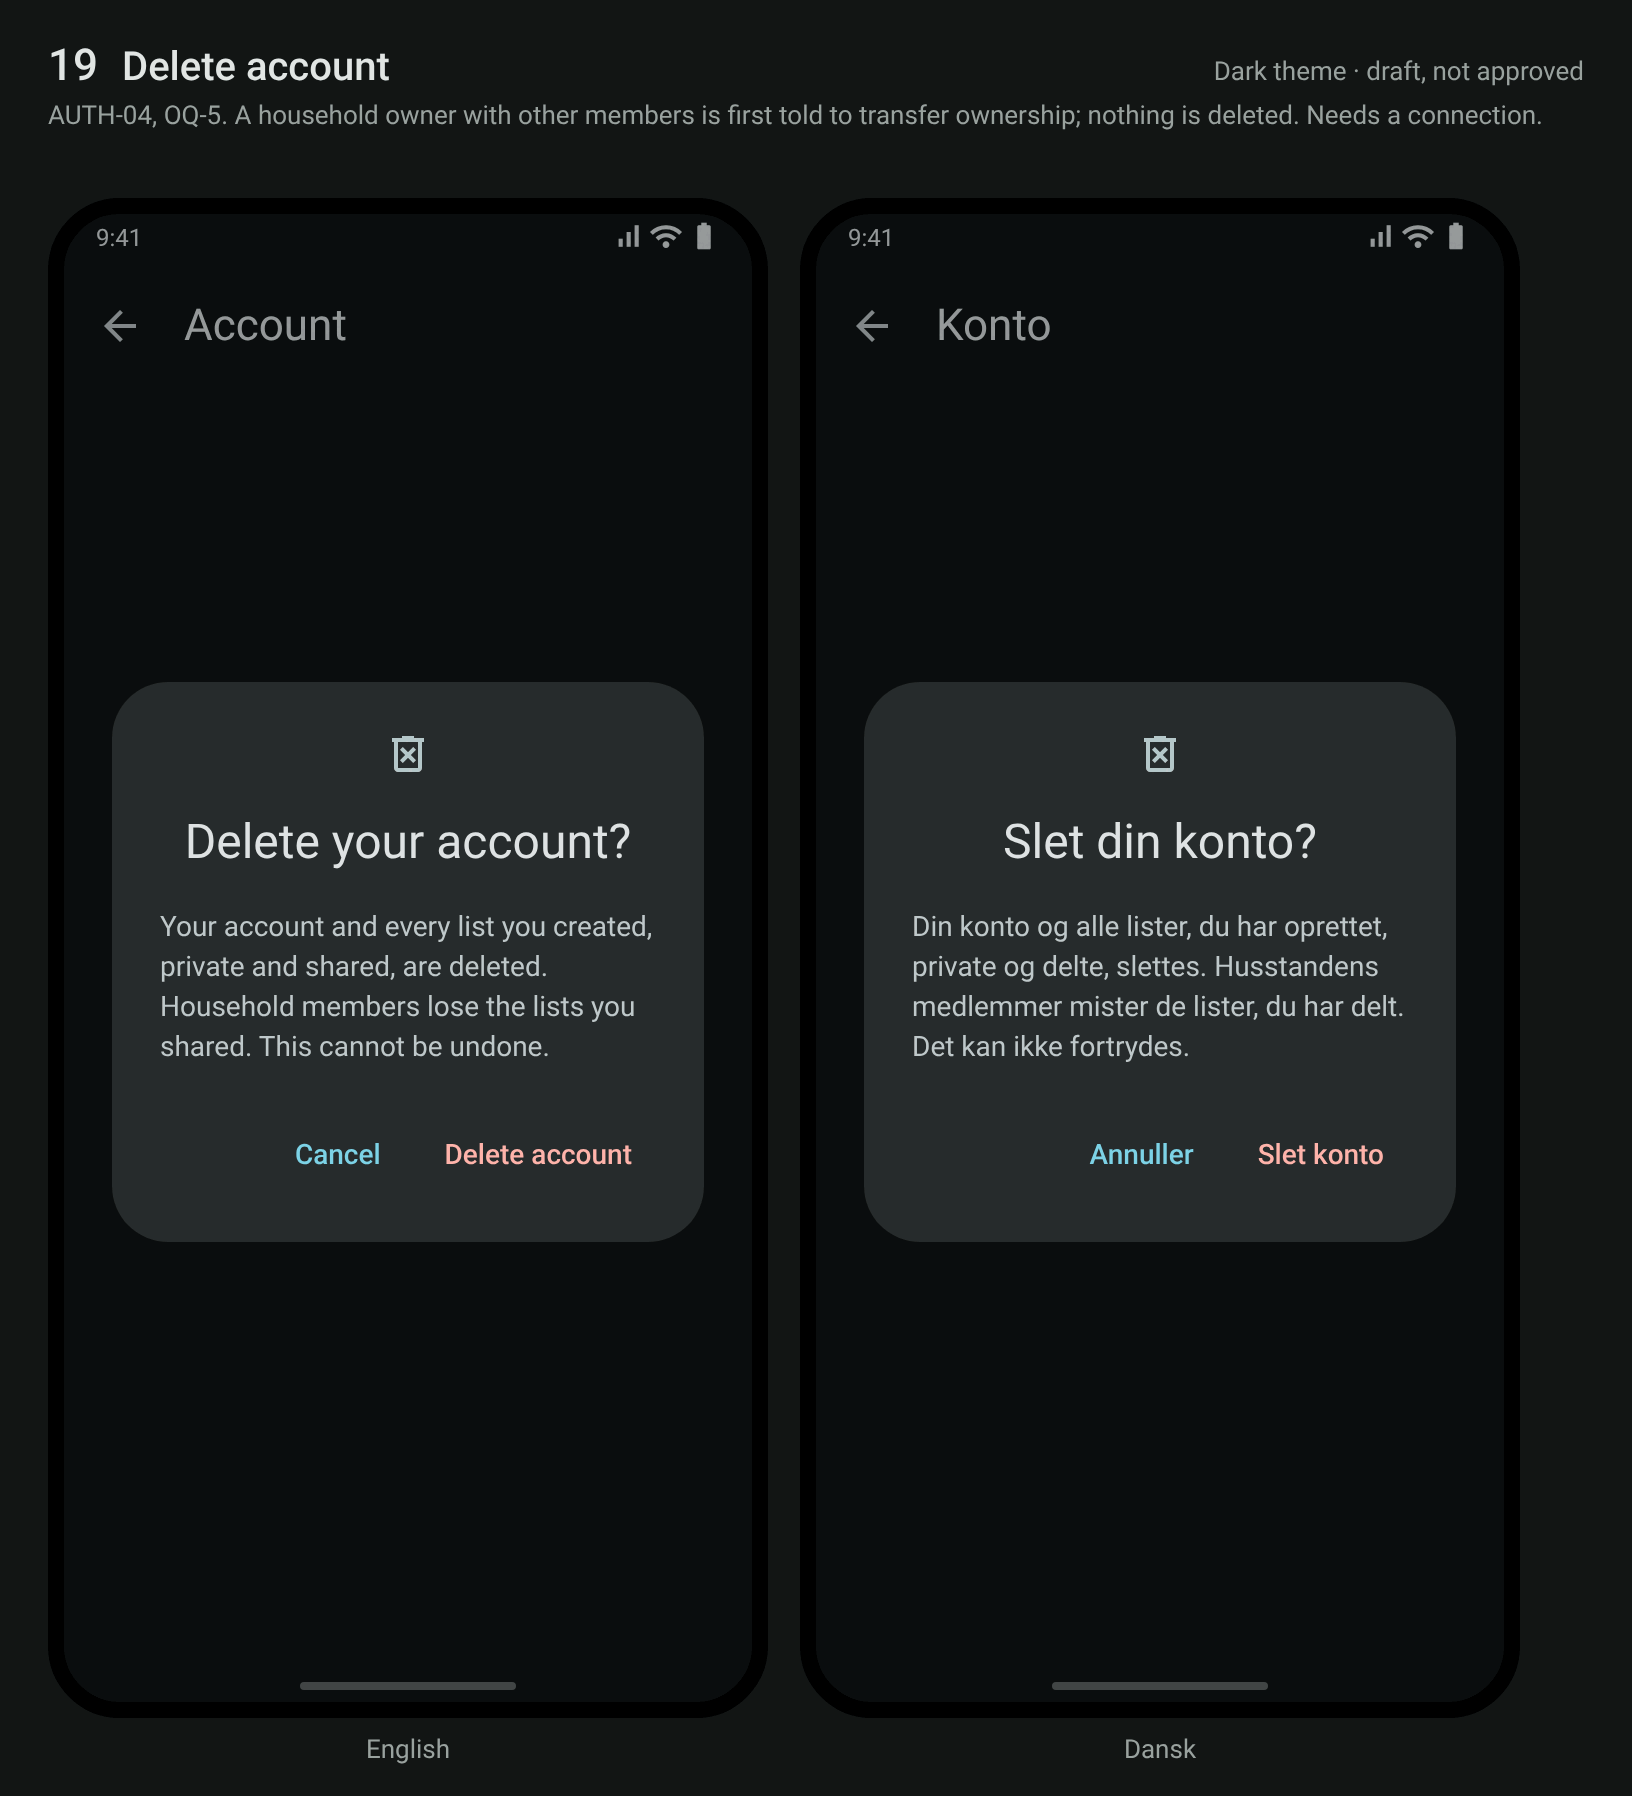 19 Delete account
Dark theme · draft, not approved
AUTH-04, OQ-5. A household owner with other members is first told to transfer ownership; nothing is deleted. Needs a connection.
9:41
Account
Delete your account?
Your account and every list you created,
private and shared, are deleted.
Household members lose the lists you
shared. This cannot be undone.
Cancel
Delete account
English
9:41
Konto
Slet din konto?
Din konto og alle lister, du har oprettet,
private og delte, slettes. Husstandens
medlemmer mister de lister, du har delt.
Det kan ikke fortrydes.
Annuller
Slet konto
Dansk